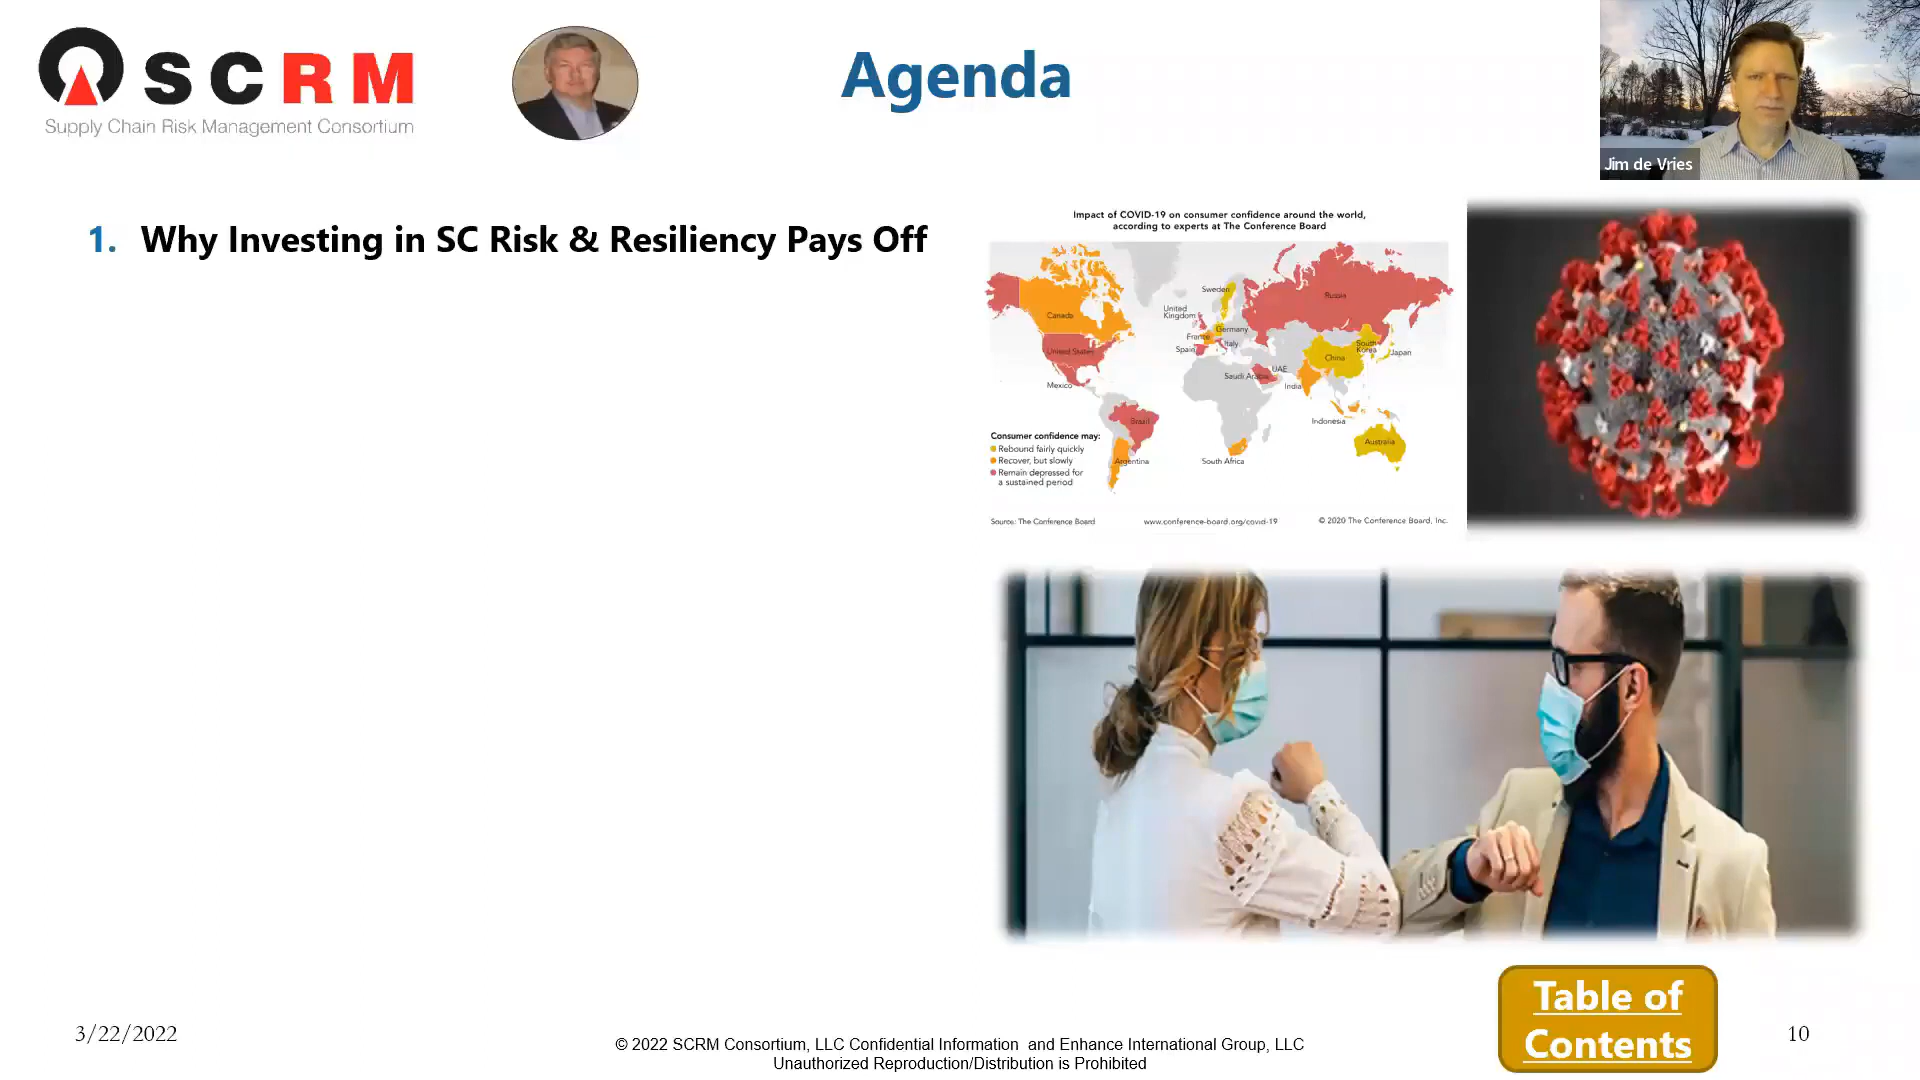 SCRM
Supply Chain Risk Management Consortium
Agenda
Jim de Vries
1. Why Investing in SC Risk & Resiliency Pays Off
Impact of COVID-19 on consumer confidence around the world,
according to experts at The Conference Board
Sweden
Russia
United
Kingdom
Canada
Germany
France
Italy
South
Korea
Spain
United States
Japan
China
UAE
Saudi Arabia
Mexico
India
Brazil
Indonesia
Consumer confidence may:
Australia
Rebound fairly quickly
Recover, but slowly
Argentina
South Africa
Remain depressed for
a sustained period
Source: The Conference Board
www.conference-board.org/covid-19
© 2020 The Conference Board, Inc.
Table of
Contents
3/22/2022
10
© 2022 SCRM Consortium, LLC Confidential Information and Enhance International Group, LLC
Unauthorized Reproduction/Distribution is Prohibited